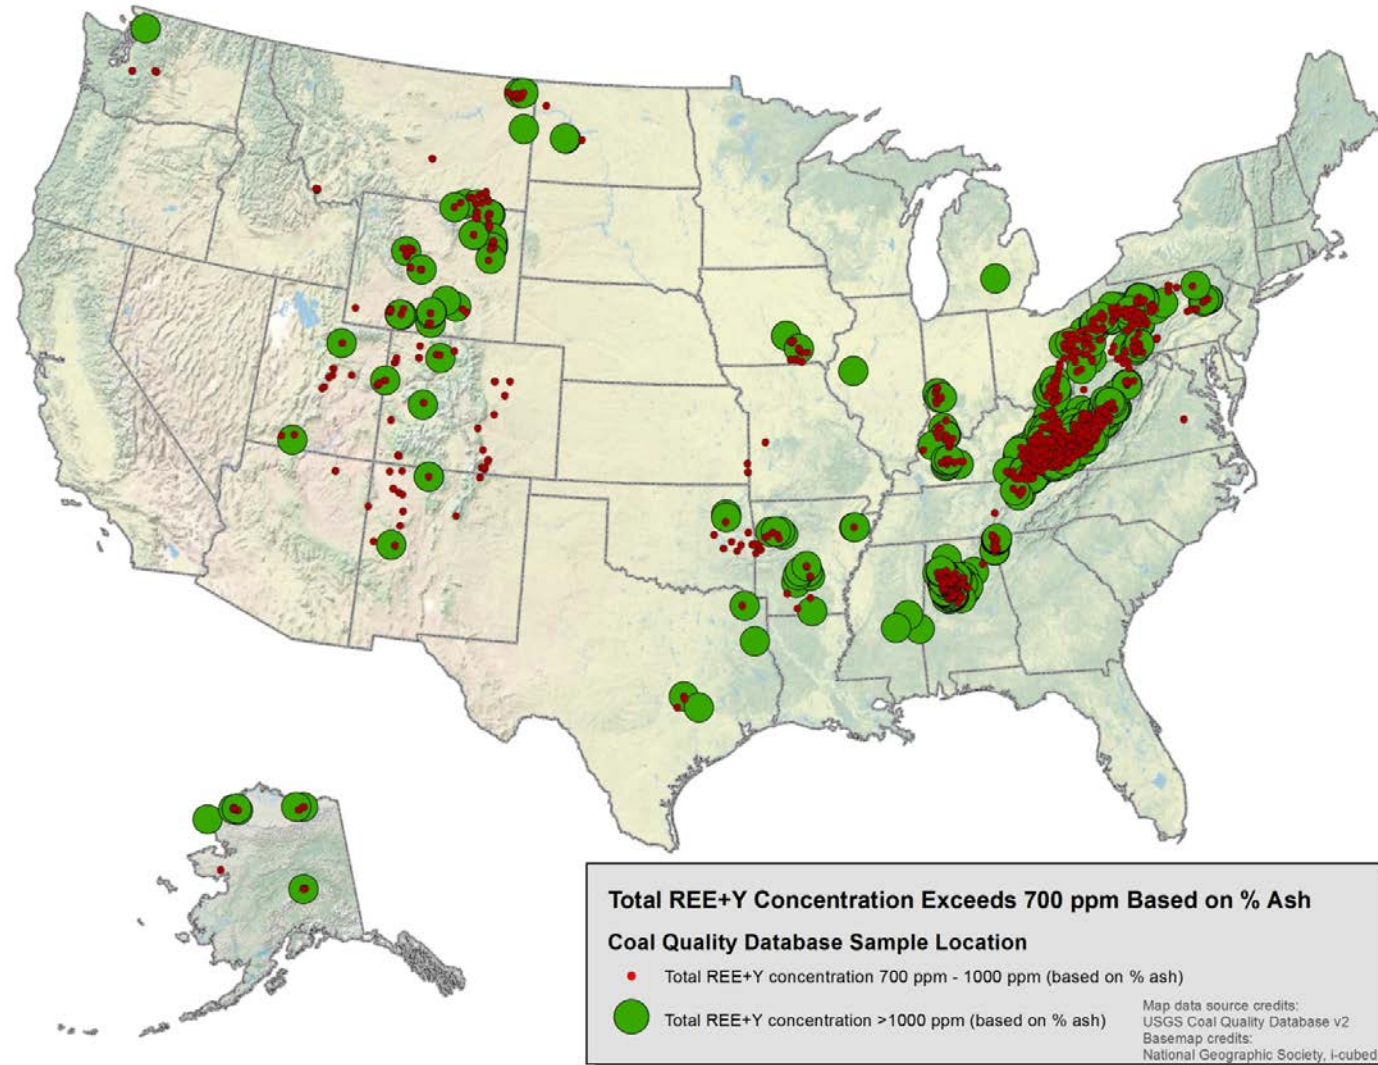 Total REE+Y Concentration Exceeds 700 ppm Based on % Ash
Coal Quality Database Sample Location
Total REE+Y concentration 700 ppm - 1000 ppm (based on % ash)
Total REE+Y concentration >1000 ppm (based on % ash)
Map data source credits:
USGS Coal Quality Database v2
Basemap credits:
National Geographic Society, i-cubed